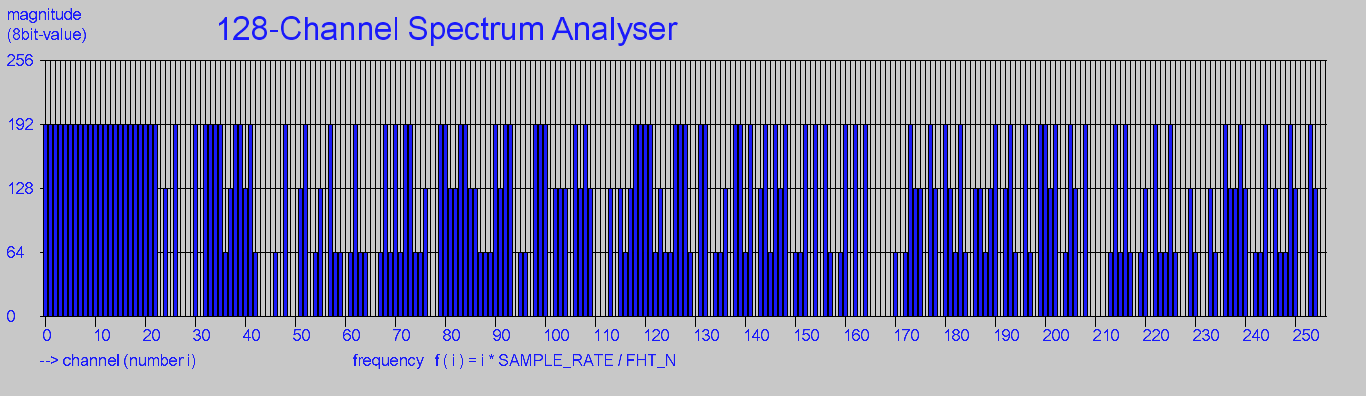 magnitude
(8bit-value)
128-Channel Spectrum Analyser
256
192
128
64
0
0 10 20 30 40 50 60 70 80 90 100 110 120 130 140 150 160 170 180 190 200 210 220 230 240 250
--> channel (number i)
frequency f ( i ) = i * SAMPLE_RATE / FHT_N